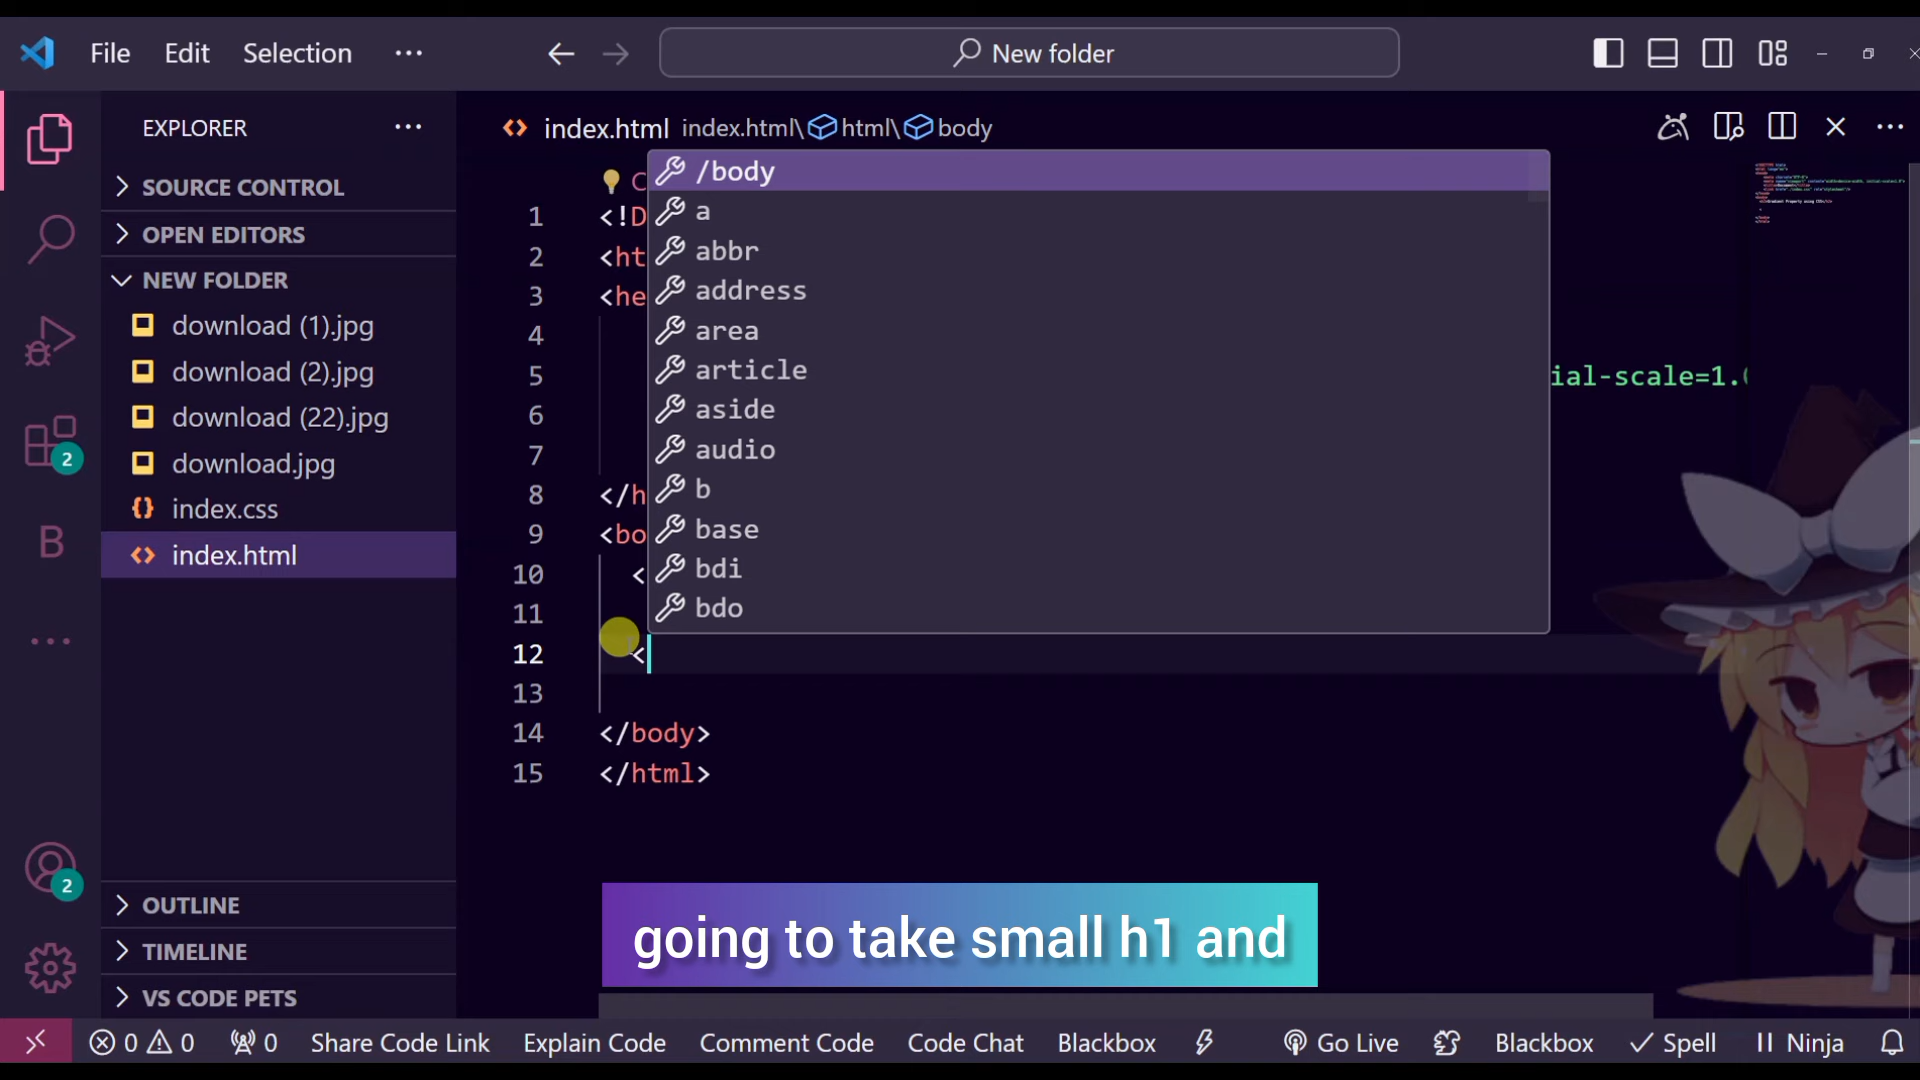 File Edit Selection ···
New folder
EXPLORER ···
SOURCE CONTROL
OPEN EDITORS
NEW FOLDER
download (1).jpg
download (2).jpg
download (22).jpg
download.jpg
index.css
index.html
2
B
2
OUTLINE
TIMELINE
VS CODE PETS
index.html index.html\html\body
C
/body
a
abbr
address
area
article
aside
audio
b
base
bdi
bdo
1 <!D
2 <ht
3 <he
4
5 ial-scale=1.
6
7
8 </h
9 <bo
10 <
11
12 <
13
14 </body>
15 </html>
going to take small h1 and
0 0 0 Share Code Link Explain Code Comment Code Code Chat Blackbox Go Live Blackbox Spell Ninja